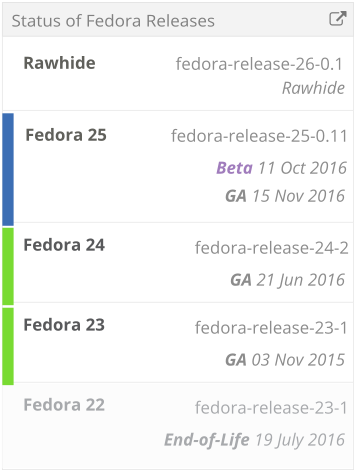 Status of Fedora Releases
Rawhide fedora-release-26-0.1
Rawhide
Fedora 25 fedora-release-25-0.11
Beta 11 Oct 2016
GA 15 Nov 2016
Fedora 24 fedora-release-24-2
GA 21 Jun 2016
Fedora 23 fedora-release-23-1
GA 03 Nov 2015
Fedora 22 fedora-release-23-1
End-of-Life 19 July 2016